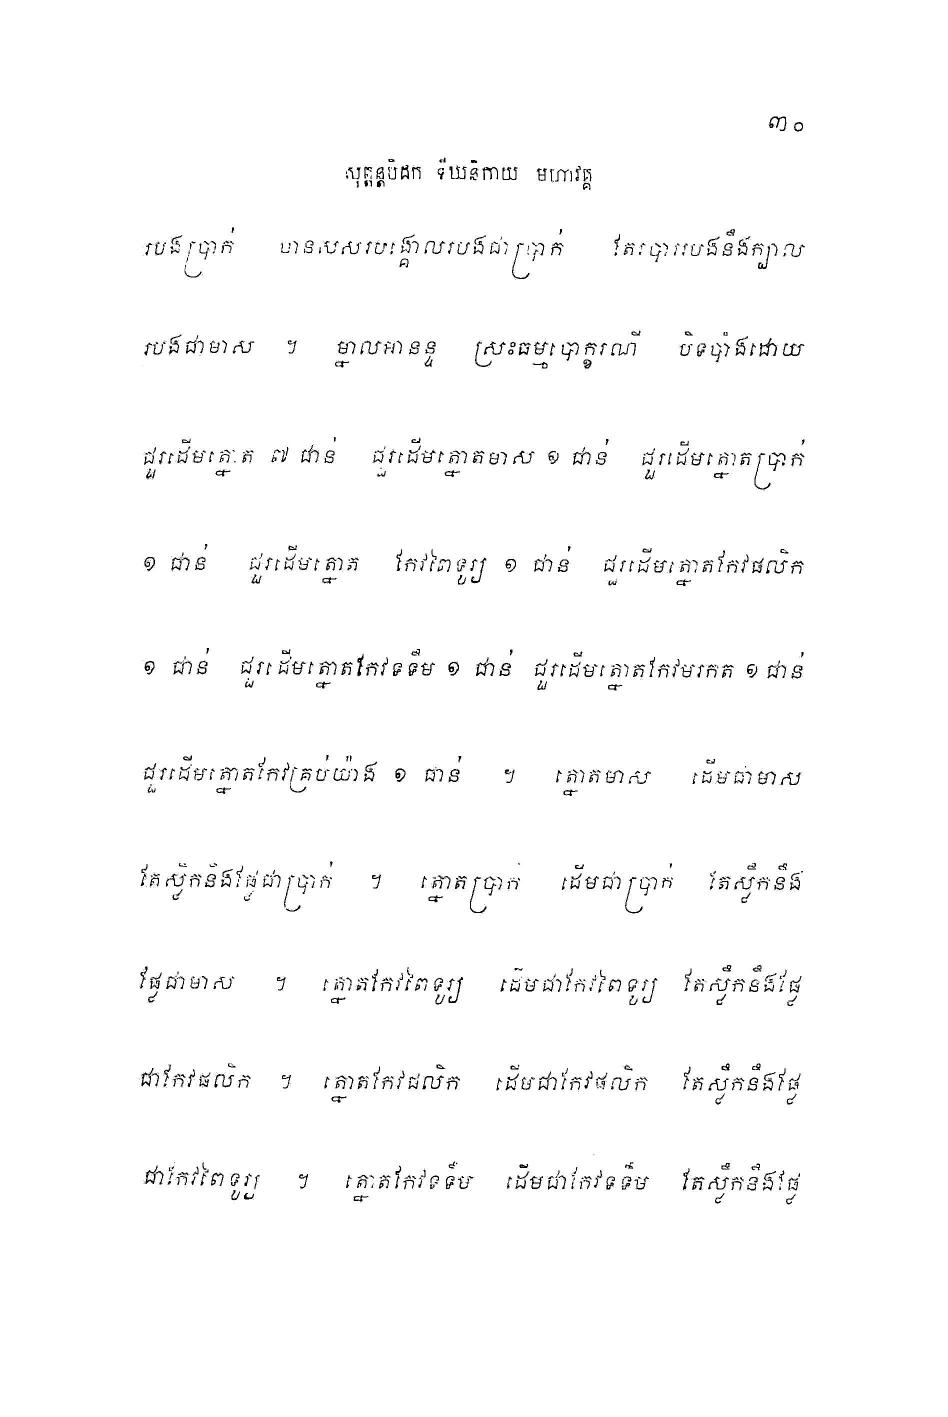 ៣០
សុត្តន្តបិដក ទីឃនិកាយ មហាវគ្គ
របងប្រាក់ មានសសរបង្គោលរបងជាប្រាក់ តែរបាររបងនឹងក្បាល
របងជាមាស ។ ម្នាលអានន្ទ ស្រះធម្មបោក្ខរណី បិទបាំងដោយ
ជួរដើមត្នោត ៧ ជាន់ ជួរដើមត្នោតមាស ១ ជាន់ ជួរដើមត្នោតប្រាក់
១ ជាន់ ជួរដើមត្នោត កែវពៃទូរ្យ ១ ជាន់ ជួរដើមត្នោតកែវផលិក
១ ជាន់ ជួរដើមត្នោតកែវទទឹម ១ ជាន់ ជួរដើមត្នោតកែវមរកត ១ ជាន់
ជួរដើមត្នោតកែវគ្រប់យ៉ាង ១ ជាន់ ។ ត្នោតមាស ដើមជាមាស
តែស្លឹកនឹងផ្លែជាប្រាក់ ។ ត្នោតប្រាក់ ដើមជាប្រាក់ តែស្លឹកនឹង
ផ្លែជាមាស ។ ត្នោតកែវពៃទូរ្យ ដើមជាកែវពៃទូរ្យ តែស្លឹកនឹងផ្លែ
ជាកែវផលិក ។ ត្នោតកែវផលិក ដើមជាកែវផលិក តែស្លឹកនឹងផ្លែ
ជាកែវពៃទូរ្យ ។ ត្នោតកែវទទឹម ដើមជាកែវទទឹម តែស្លឹកនឹងផ្លែ